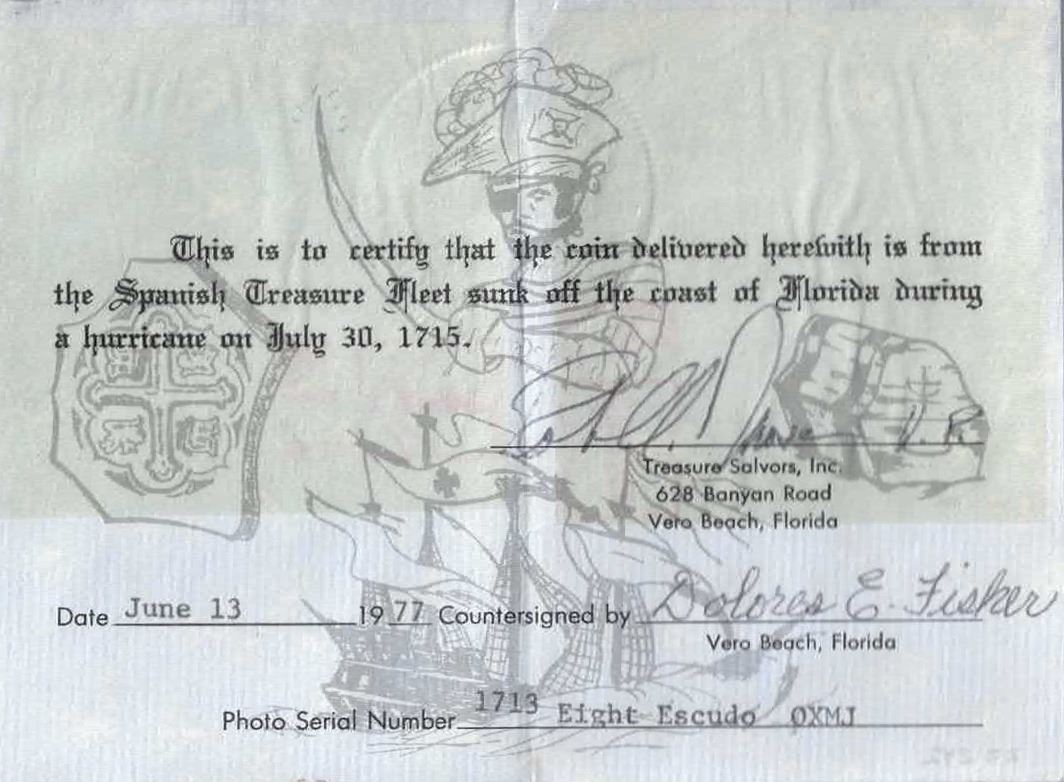 This is to certify that the coin delivered herewith is from
the Spanish Treasure Fleet sunk off the coast of Florida during
a hurricane on July 30, 1715.
Treasure Salvors, Inc.
628 Banyan Road
Vero Beach, Florida
Date June 13 1977 Countersigned by Dolores E. Fisher
Vero Beach, Florida
Photo Serial Number 1713 Eight Escudo OXMJ